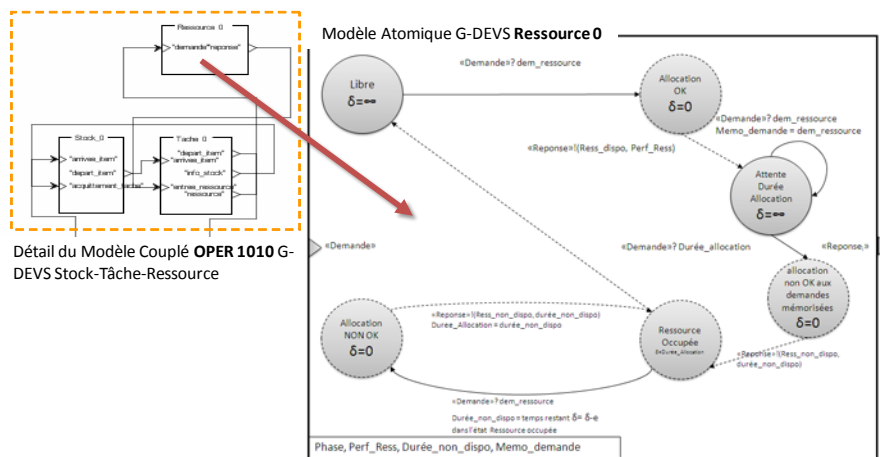 Ressource 0
"demande"
"reponse"
Stock_0
"arrivee_item"
"depart_item"
"acquittement_tache"
Tache 0
"depart_item"
"arrivee_item"
"info_stock"
"entree_ressource"
"ressource"
Détail du Modèle Couplé OPER 1010 G-
DEVS Stock-Tâche-Ressource
Modèle Atomique G-DEVS Ressource 0
Libre
δ=∞
«Demande»? dem_ressource
Allocation
OK
δ=0
«Demande»? dem_ressource
Memo_demande = dem_ressource
«Reponse»!(Ress_dispo, Perf_Ress)
Attente
Durée
Allocation
δ=∞
«Demande»
«Demande»? Durée_allocation
«Reponse,»
allocation
non OK aux
demandes
mémorisées
δ=0
Allocation
NON OK
δ=0
«Reponse»!(Ress_non_dispo, durée_non_dispo)
Duree_Allocation = durée_non_dispo
Ressource
Occupée
δ=Durée_Allocation
«Reponse»!(Ress_non_dispo,
durée_non_dispo)
«Demande»? dem_ressource
Durée_non_dispo = temps restant δ= δ-e
dans l'état Ressource occupée
Phase, Perf_Ress, Durée_non_dispo, Memo_demande